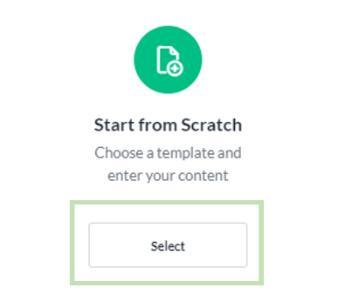 Start from Scratch
Choose a template and
enter your content
Select